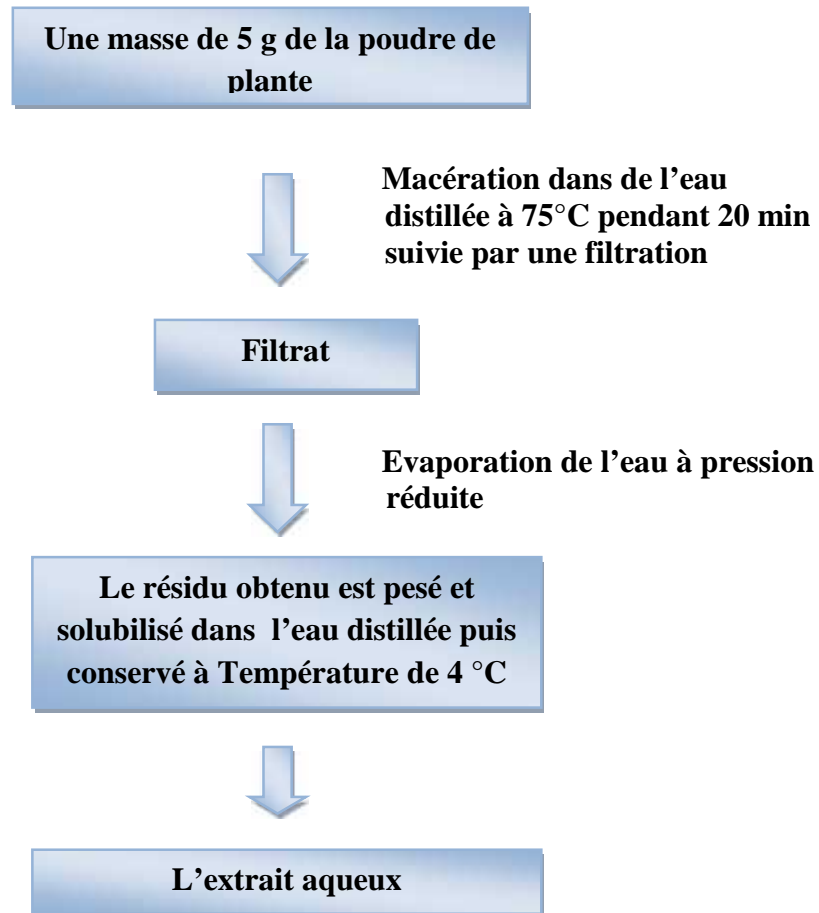 Une masse de 5 g de la poudre de
plante
Macération dans de l’eau
distillée à 75°C pendant 20 min
suivie par une filtration
Filtrat
Evaporation de l’eau à pression
réduite
Le résidu obtenu est pesé et
solubilisé dans l’eau distillée puis
conservé à Température de 4 °C
L’extrait aqueux